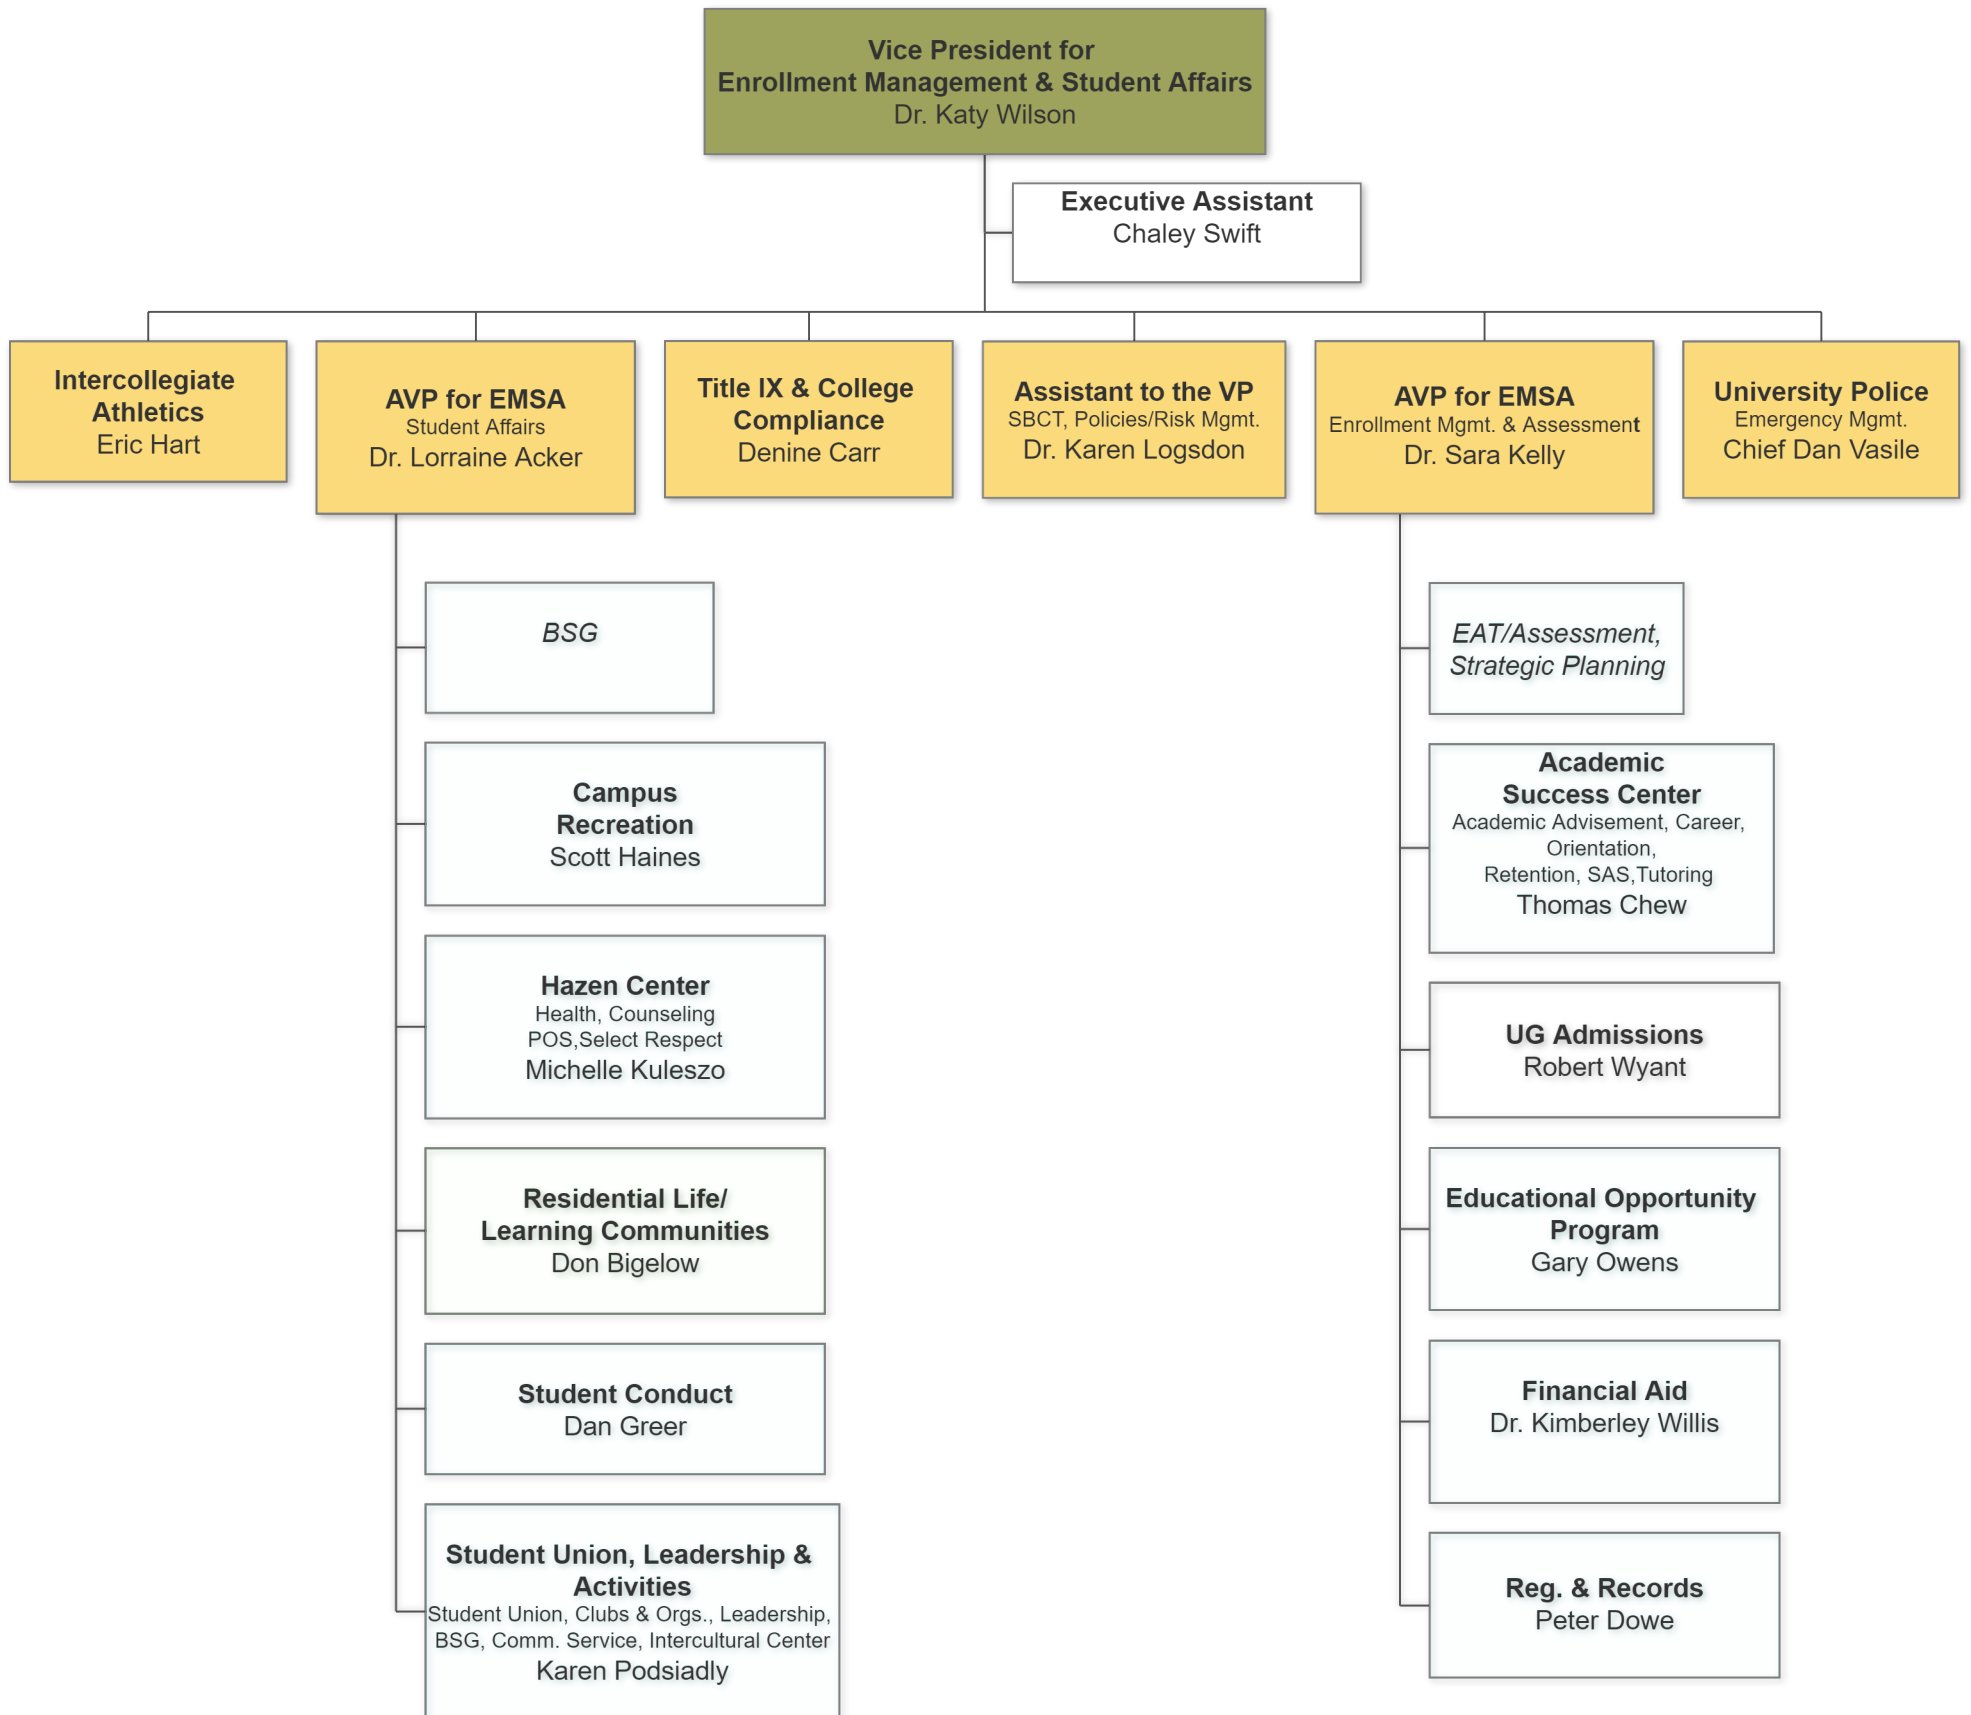 Vice President for
Enrollment Management & Student Affairs
Dr. Katy Wilson
Executive Assistant
Chaley Swift
Intercollegiate
Athletics
Eric Hart
AVP for EMSA
Student Affairs
Dr. Lorraine Acker
Title IX & College
Compliance
Denine Carr
Assistant to the VP
SBCT, Policies/Risk Mgmt.
Dr. Karen Logsdon
AVP for EMSA
Enrollment Mgmt. & Assessment
Dr. Sara Kelly
University Police
Emergency Mgmt.
Chief Dan Vasile
BSG
Campus
Recreation
Scott Haines
Hazen Center
Health, Counseling
POS,Select Respect
Michelle Kuleszo
Residential Life/
Learning Communities
Don Bigelow
Student Conduct
Dan Greer
Student Union, Leadership &
Activities
Student Union, Clubs & Orgs., Leadership,
BSG, Comm. Service, Intercultural Center
Karen Podsiadly
EAT/Assessment,
Strategic Planning
Academic
Success Center
Academic Advisement, Career,
Orientation,
Retention, SAS,Tutoring
Thomas Chew
UG Admissions
Robert Wyant
Educational Opportunity
Program
Gary Owens
Financial Aid
Dr. Kimberley Willis
Reg. & Records
Peter Dowe